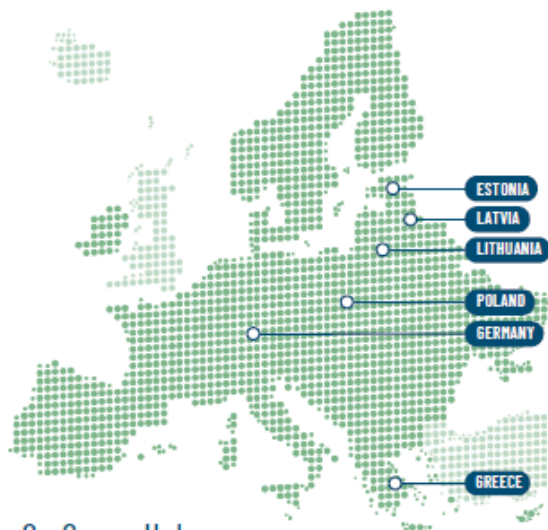 ESTONIA
LATVIA
LITHUANIA
POLAND
GERMANY
GREECE